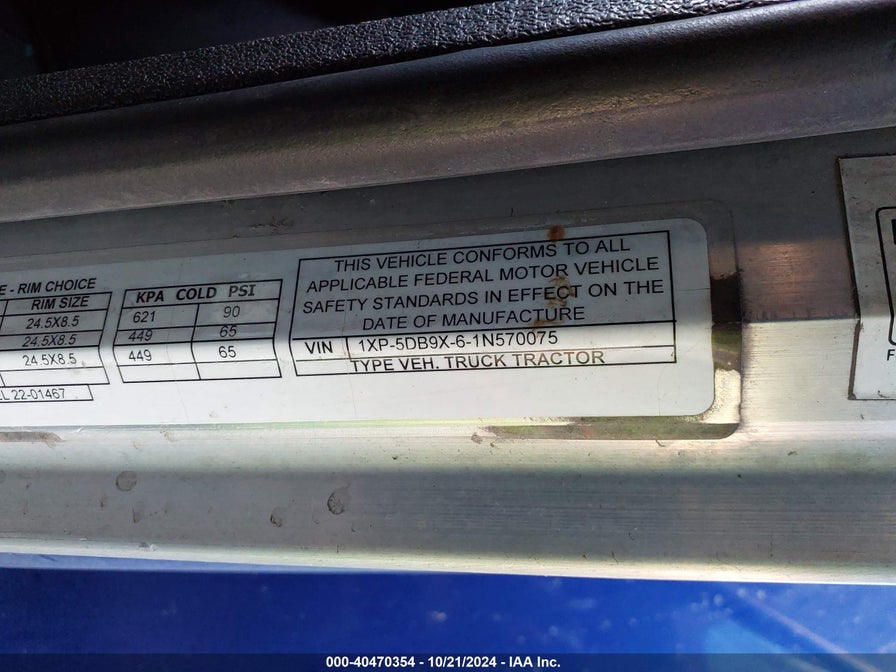 E - RIM CHOICE
RIM SIZE
24.5X8.5
24.5X8.5
24.5X8.5
L 22-01467
KPA COLD PSI
621 90
449 65
449 65
THIS VEHICLE CONFORMS TO ALL
APPLICABLE FEDERAL MOTOR VEHICLE
SAFETY STANDARDS IN EFFECT ON THE
DATE OF MANUFACTURE
VIN 1XP-5DB9X-6-1N570075
TYPE VEH. TRUCK TRACTOR
F
000-40470354 - 10/21/2024 - IAA Inc.